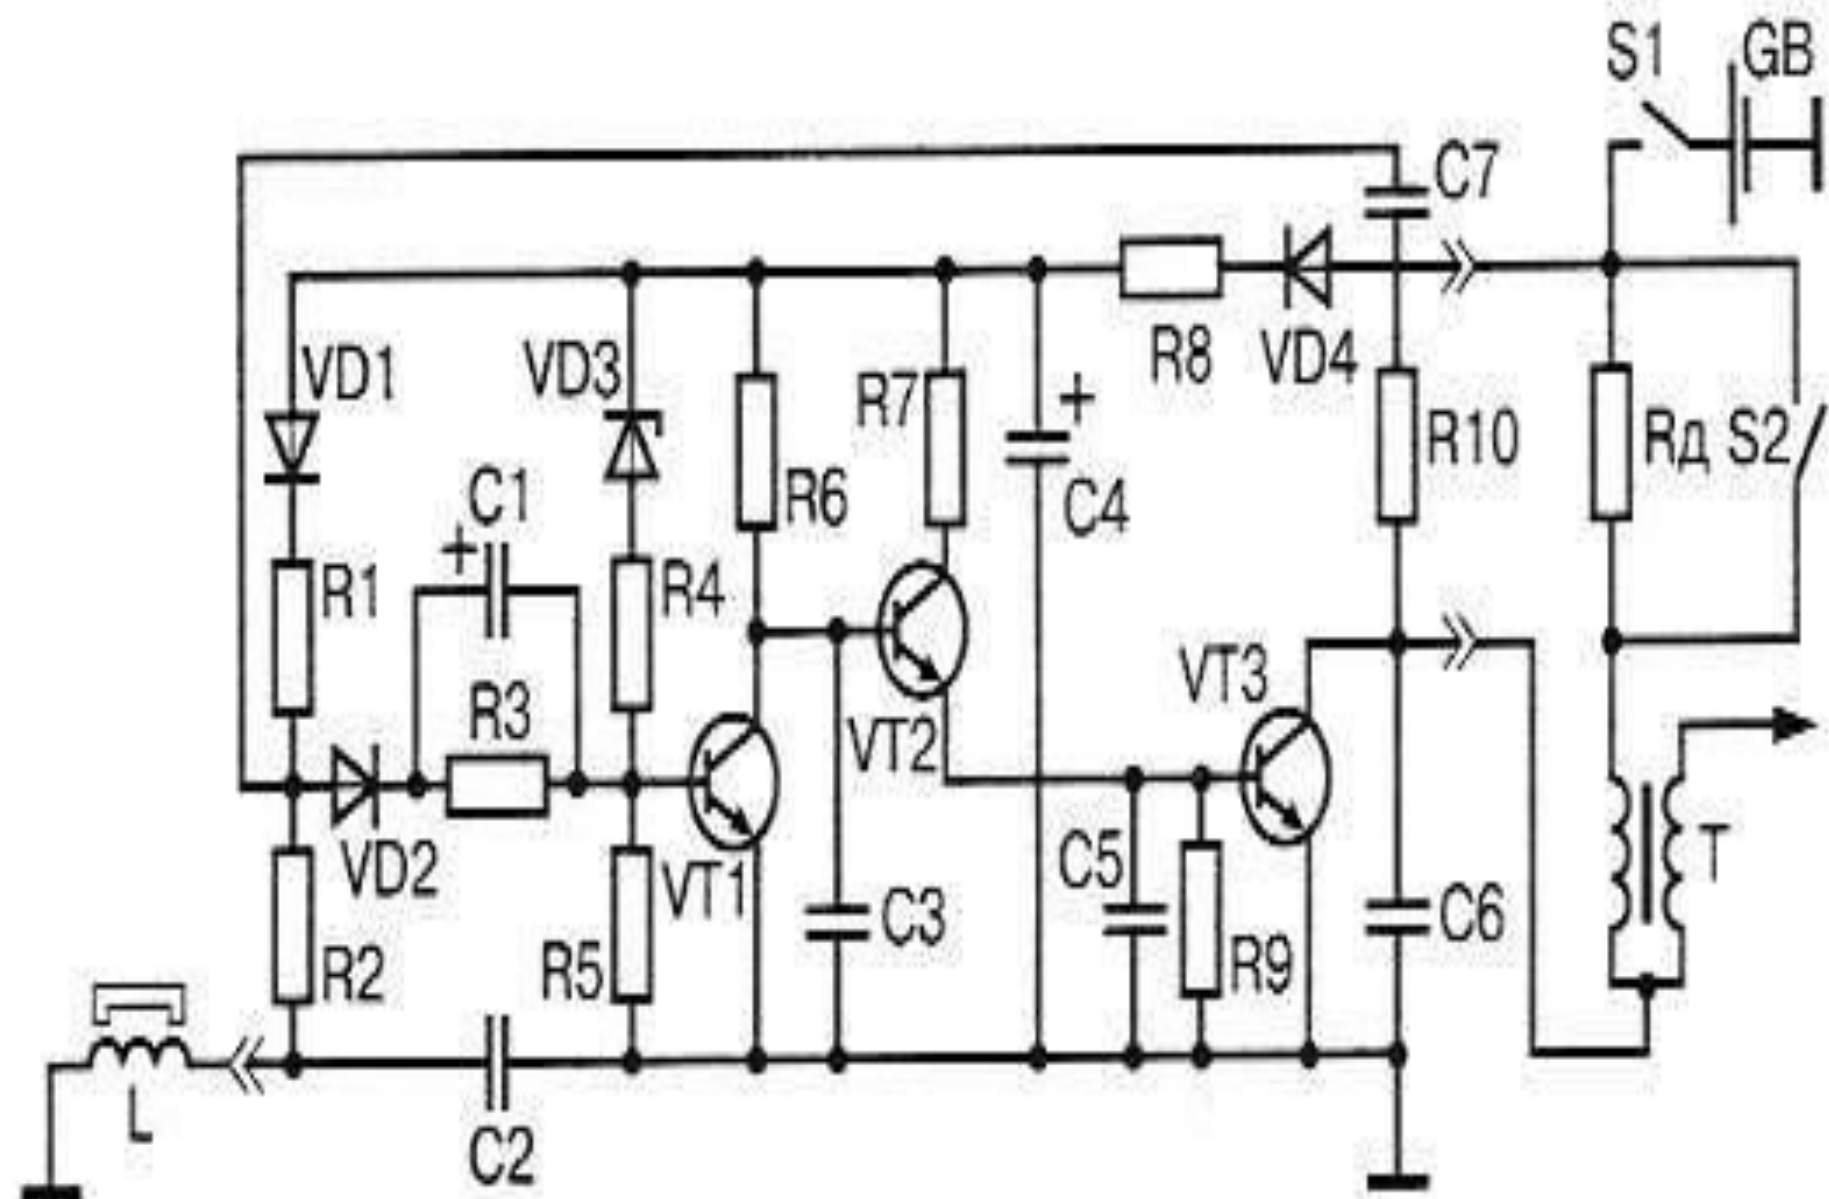 S1 GB
C7
R8 VD4
VD1 VD3
R7 +
R10 Rд S2
C1 R6 C4
+
R1 R4
R3 VT2 VT3
VD2 VT1 C5 C3 C6 T
R2 R5 R9
L C2